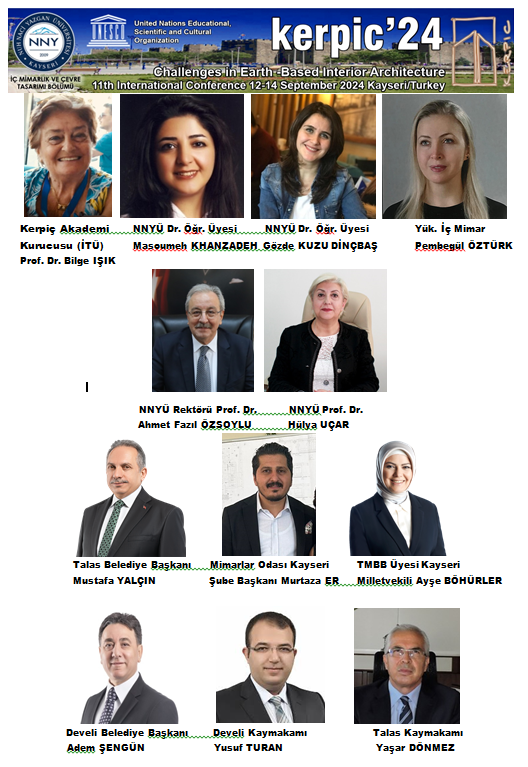 NUH NACİ YAZGAN ÜNİVERSİTESİ
NNY
2009
KAYSERİ
İÇ MİMARLIK VE ÇEVRE
TASARIMI BÖLÜMÜ
UNESCO
United Nations Educational,
Scientific and Cultural
Organization
kerpic’24
Challenges in Earth -Based Interior Architecture
11th International Conference 12-14 September 2024 Kayseri/Turkey
KERPIC
Kerpiç Akademi NNYÜ Dr. Öğr. Üyesi NNYÜ Dr. Öğr. Üyesi Yük. İç Mimar
Kurucusu (İTÜ) Masoumeh KHANZADEH Gözde KUZU DİNÇBAŞ Pembegül ÖZTÜRK
Prof. Dr. Bilge IŞIK
NNYÜ Rektörü Prof. Dr. NNYÜ Prof. Dr.
Ahmet Fazıl ÖZSOYLU Hülya UÇAR
Talas Belediye Başkanı Mimarlar Odası Kayseri TMBB Üyesi Kayseri
Mustafa YALÇIN Şube Başkanı Murtaza ER Milletvekili Ayşe BÖHÜRLER
Develi Belediye Başkanı Develi Kaymakamı Talas Kaymakamı
Adem ŞENGÜN Yusuf TURAN Yaşar DÖNMEZ